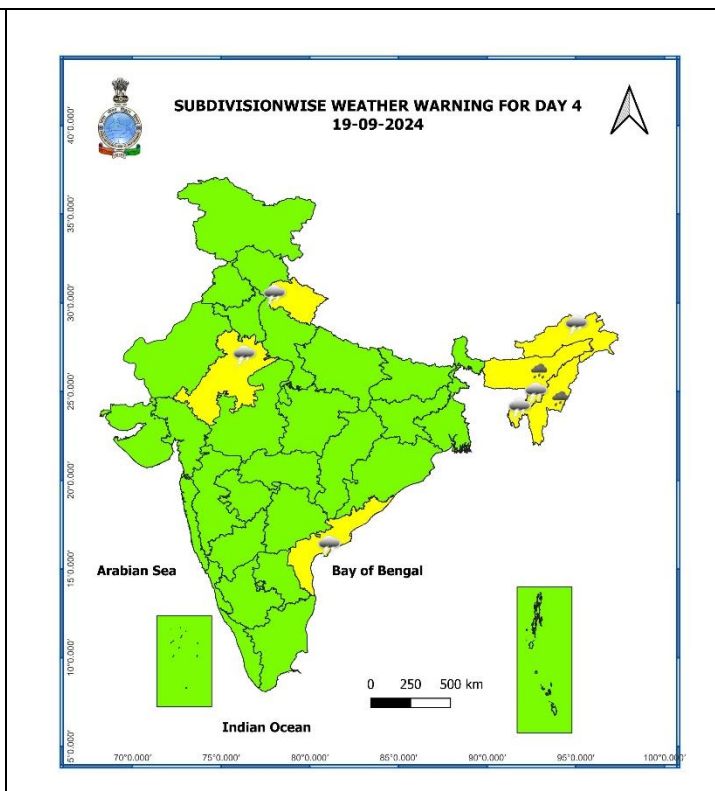 SUBDIVISIONWISE WEATHER WARNING FOR DAY 4
19-09-2024
40°0.000'
35°0.000'
30°0.000'
25°0.000'
20°0.000'
15°0.000'
10°0.000'
5°0.000'
Arabian Sea
Bay of Bengal
0 250 500 km
Indian Ocean
70°0.000' 75°0.000' 80°0.000' 85°0.000' 90°0.000' 95°0.000' 100°0.000'